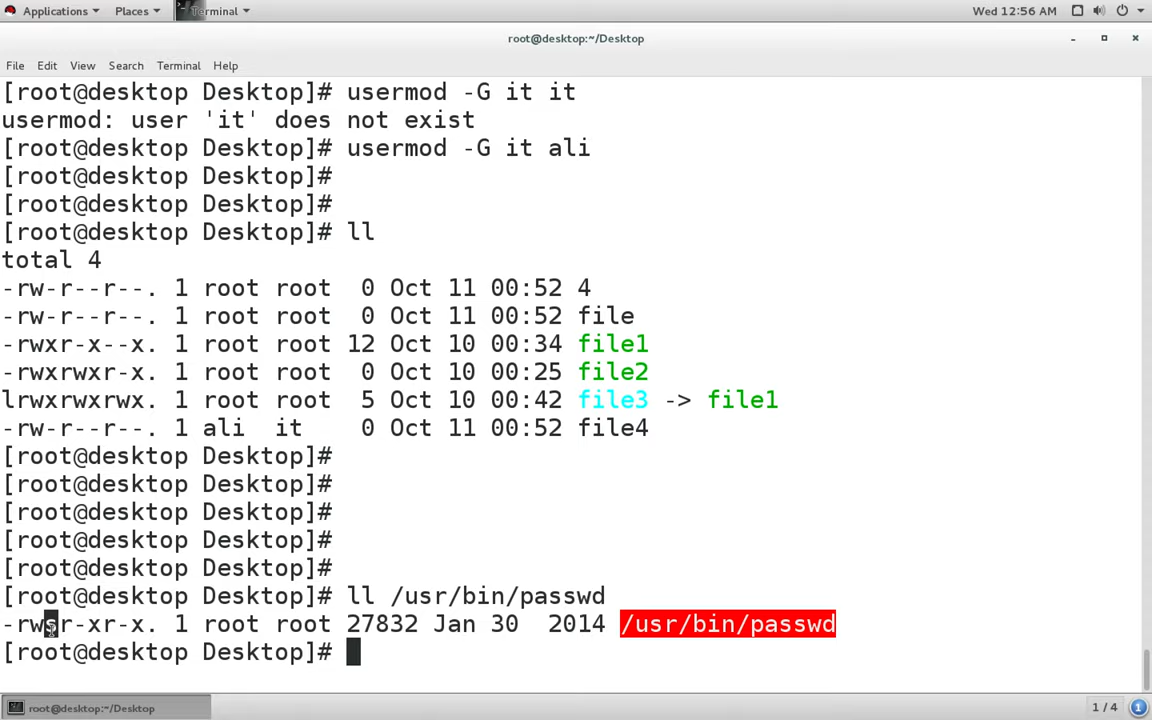 Applications Places Terminal Wed 12:56 AM
root@desktop:~/Desktop
File Edit View Search Terminal Help
[root@desktop Desktop]# usermod -G it it
usermod: user 'it' does not exist
[root@desktop Desktop]# usermod -G it ali
[root@desktop Desktop]#
[root@desktop Desktop]#
[root@desktop Desktop]# ll
total 4
-rw-r--r--. 1 root root  0 Oct 11 00:52 4
-rw-r--r--. 1 root root  0 Oct 11 00:52 file
-rwxr-x--x. 1 root root 12 Oct 10 00:34 file1
-rwxrwxr-x. 1 root root  0 Oct 10 00:25 file2
lrwxrwxrwx. 1 root root  5 Oct 10 00:42 file3 -> file1
-rw-r--r--. 1 ali  it    0 Oct 11 00:52 file4
[root@desktop Desktop]#
[root@desktop Desktop]#
[root@desktop Desktop]#
[root@desktop Desktop]#
[root@desktop Desktop]#
[root@desktop Desktop]# ll /usr/bin/passwd
-rwsr-xr-x. 1 root root 27832 Jan 30  2014 /usr/bin/passwd
[root@desktop Desktop]#
root@desktop:~/Desktop 1 / 4 1